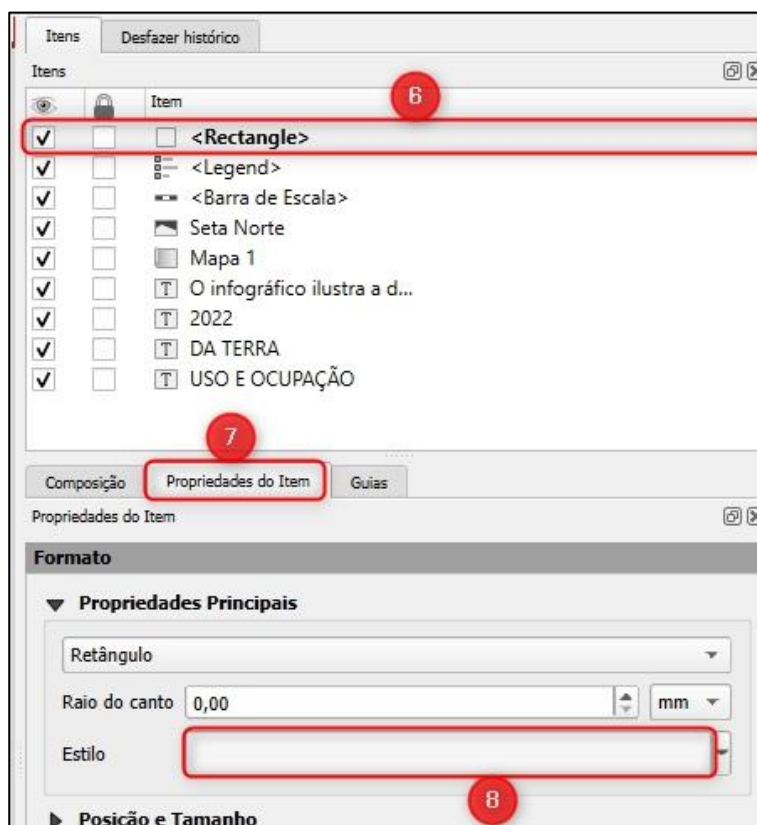 Itens Desfazer histórico
Itens
Item
6
<Rectangle>
<Legend>
<Barra de Escala>
Seta Norte
Mapa 1
T O infográfico ilustra a d...
T 2022
T DA TERRA
T USO E OCUPAÇÃO
7
Composição Propriedades do Item Guias
Propriedades do Item
Formato
Propriedades Principais
Retângulo
Raio do canto 0,00 mm
Estilo
8
Posição e Tamanho